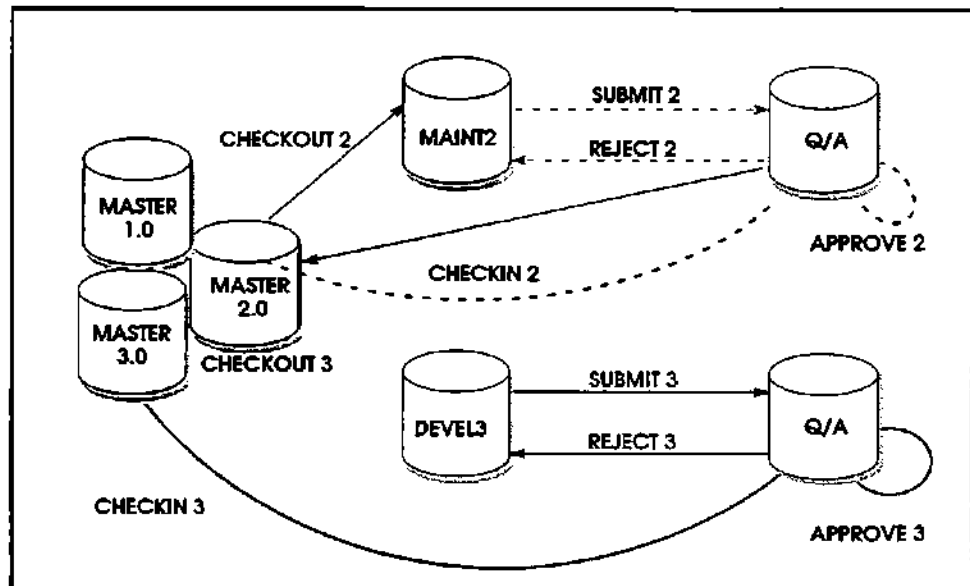 SUBMIT 2
MAINT2
Q/A
CHECKOUT 2
REJECT 2
MASTER
1.0
APPROVE 2
CHECKIN 2
MASTER
2.0
MASTER
3.0
CHECKOUT 3
SUBMIT 3
DEVEL3
Q/A
REJECT 3
CHECKIN 3
APPROVE 3